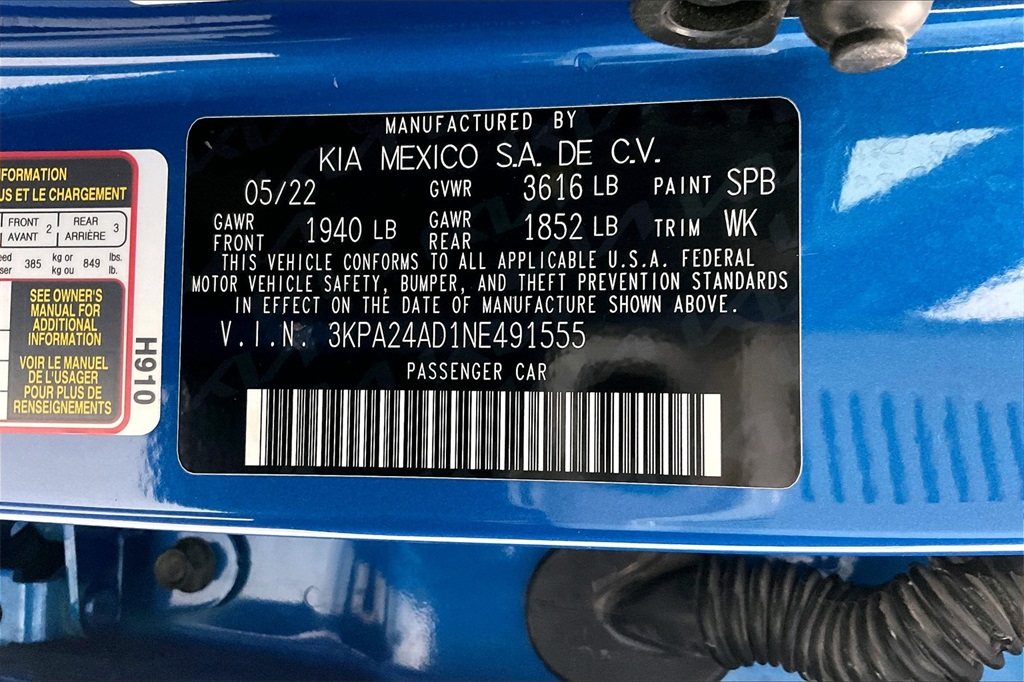 MANUFACTURED BY
KIA MEXICO S.A. DE C.V.
05/22 GVWR 3616 LB PAINT SPB
GAWR FRONT 1940 LB GAWR REAR 1852 LB TRIM WK
THIS VEHICLE CONFORMS TO ALL APPLICABLE U.S.A. FEDERAL
MOTOR VEHICLE SAFETY, BUMPER, AND THEFT PREVENTION STANDARDS
IN EFFECT ON THE DATE OF MANUFACTURE SHOWN ABOVE.
V.I.N. 3KPA24AD1NE491555
PASSENGER CAR
US ET LE CHARGEMENT
FRONT AVANT 2 REAR ARRIÈRE 3
385 kg or kg ou 849 lbs. lb.
SEE OWNER'S
MANUAL FOR
ADDITIONAL
INFORMATION
VOIR LE MANUEL
DE L'USAGER
POUR PLUS DE
RENSEIGNEMENTS
H910